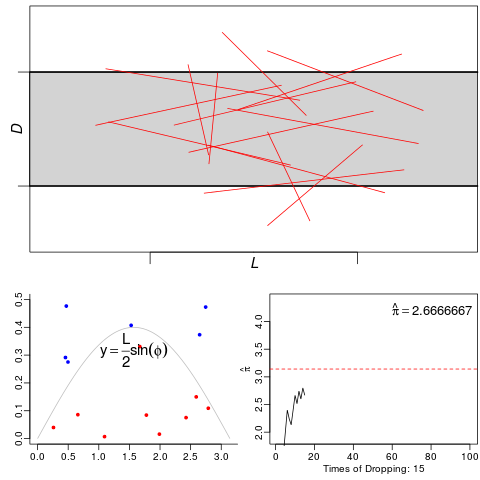 D
L
0.0 0.1 0.2 0.3 0.4 0.5
y = L/2 sin(ϕ)
0.0 0.5 1.0 1.5 2.0 2.5 3.0
π̂ = 2.6666667
π̂
2.0 2.5 3.0 3.5 4.0
0 20 40 60 80 100
Times of Dropping: 15